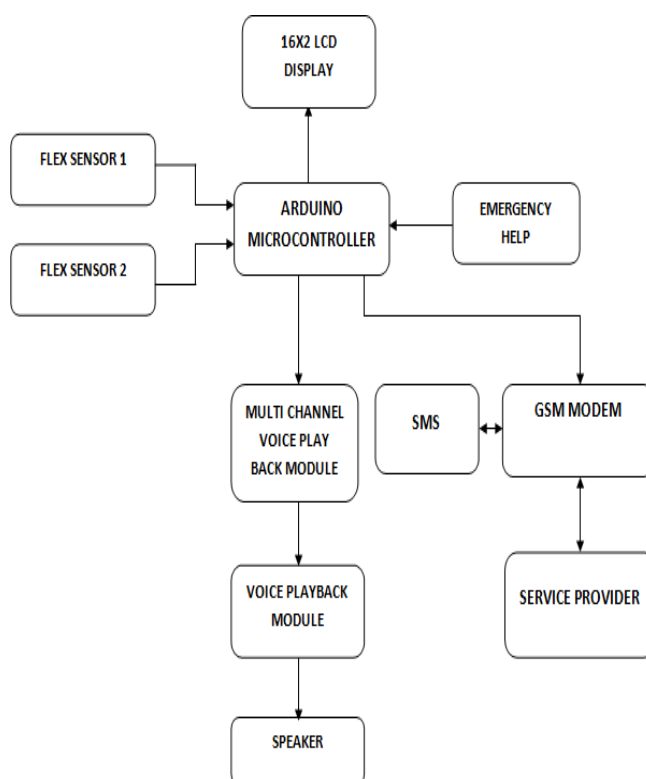 16X2 LCD
DISPLAY
FLEX SENSOR 1
ARDUINO
MICROCONTROLLER
EMERGENCY
HELP
FLEX SENSOR 2
MULTI CHANNEL
VOICE PLAY
BACK MODULE
SMS
GSM MODEM
VOICE PLAYBACK
MODULE
SERVICE PROVIDER
SPEAKER